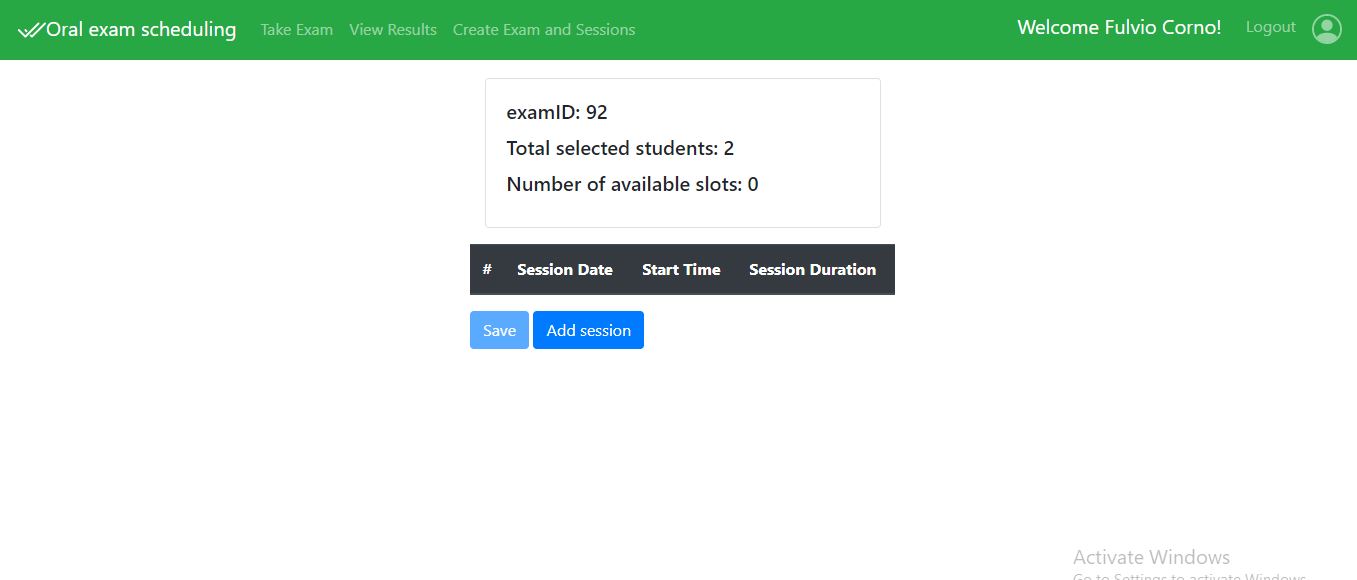 Oral exam scheduling Take Exam View Results Create Exam and Sessions Welcome Fulvio Corno! Logout
examID: 92
Total selected students: 2
Number of available slots: 0
# Session Date Start Time Session Duration
Save Add session
Activate Windows
Go to Settings to activate Windows.